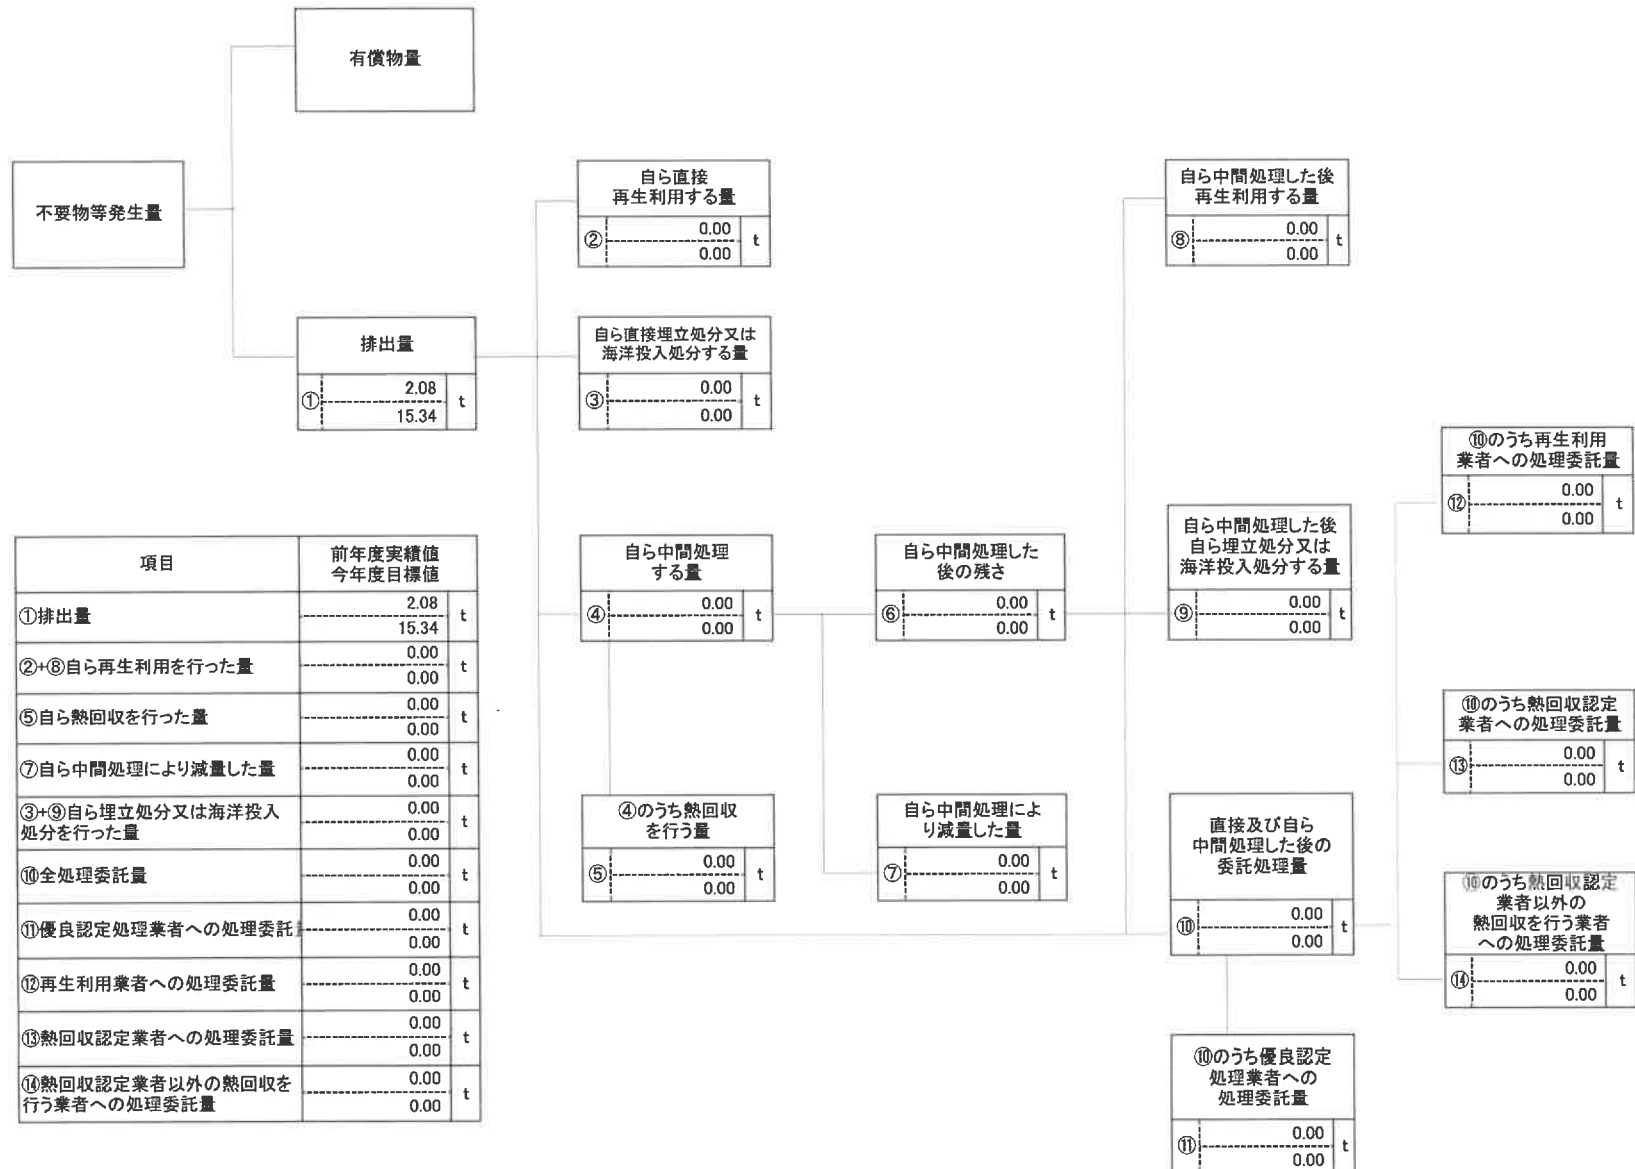 有償物量
不要物等発生量
排出量
①
2.08
15.34
t
自ら直接
再生利用する量
②
0.00
0.00
t
自ら直接埋立処分又は
海洋投入処分する量
③
0.00
0.00
t
自ら中間処理
する量
④
0.00
0.00
t
④のうち熱回収
を行う量
⑤
0.00
0.00
t
自ら中間処理した
後の残さ
⑥
0.00
0.00
t
自ら中間処理によ
り減量した量
⑦
0.00
0.00
t
自ら中間処理した後
再生利用する量
⑧
0.00
0.00
t
自ら中間処理した後
自ら埋立処分又は
海洋投入処分する量
⑨
0.00
0.00
t
直接及び自ら
中間処理した後の
委託処理量
⑩
0.00
0.00
t
⑩のうち優良認定
処理業者への
処理委託量
⑪
0.00
0.00
t
⑩のうち再生利用
業者への処理委託量
⑫
0.00
0.00
t
⑩のうち熱回収認定
業者への処理委託量
⑬
0.00
0.00
t
⑩のうち熱回収認定
業者以外の
熱回収を行う業者
への処理委託量
⑭
0.00
0.00
t
項目
前年度実績値
今年度目標値
①排出量
2.08
15.34
t
②+⑧自ら再生利用を行った量
0.00
0.00
t
⑤自ら熱回収を行った量
0.00
0.00
t
⑦自ら中間処理により減量した量
0.00
0.00
t
③+⑨自ら埋立処分又は海洋投入
処分を行った量
0.00
0.00
t
⑩全処理委託量
0.00
0.00
t
⑪優良認定処理業者への処理委託
0.00
0.00
t
⑫再生利用業者への処理委託量
0.00
0.00
t
⑬熱回収認定業者への処理委託量
0.00
0.00
t
⑭熱回収認定業者以外の熱回収を
行う業者への処理委託量
0.00
0.00
t